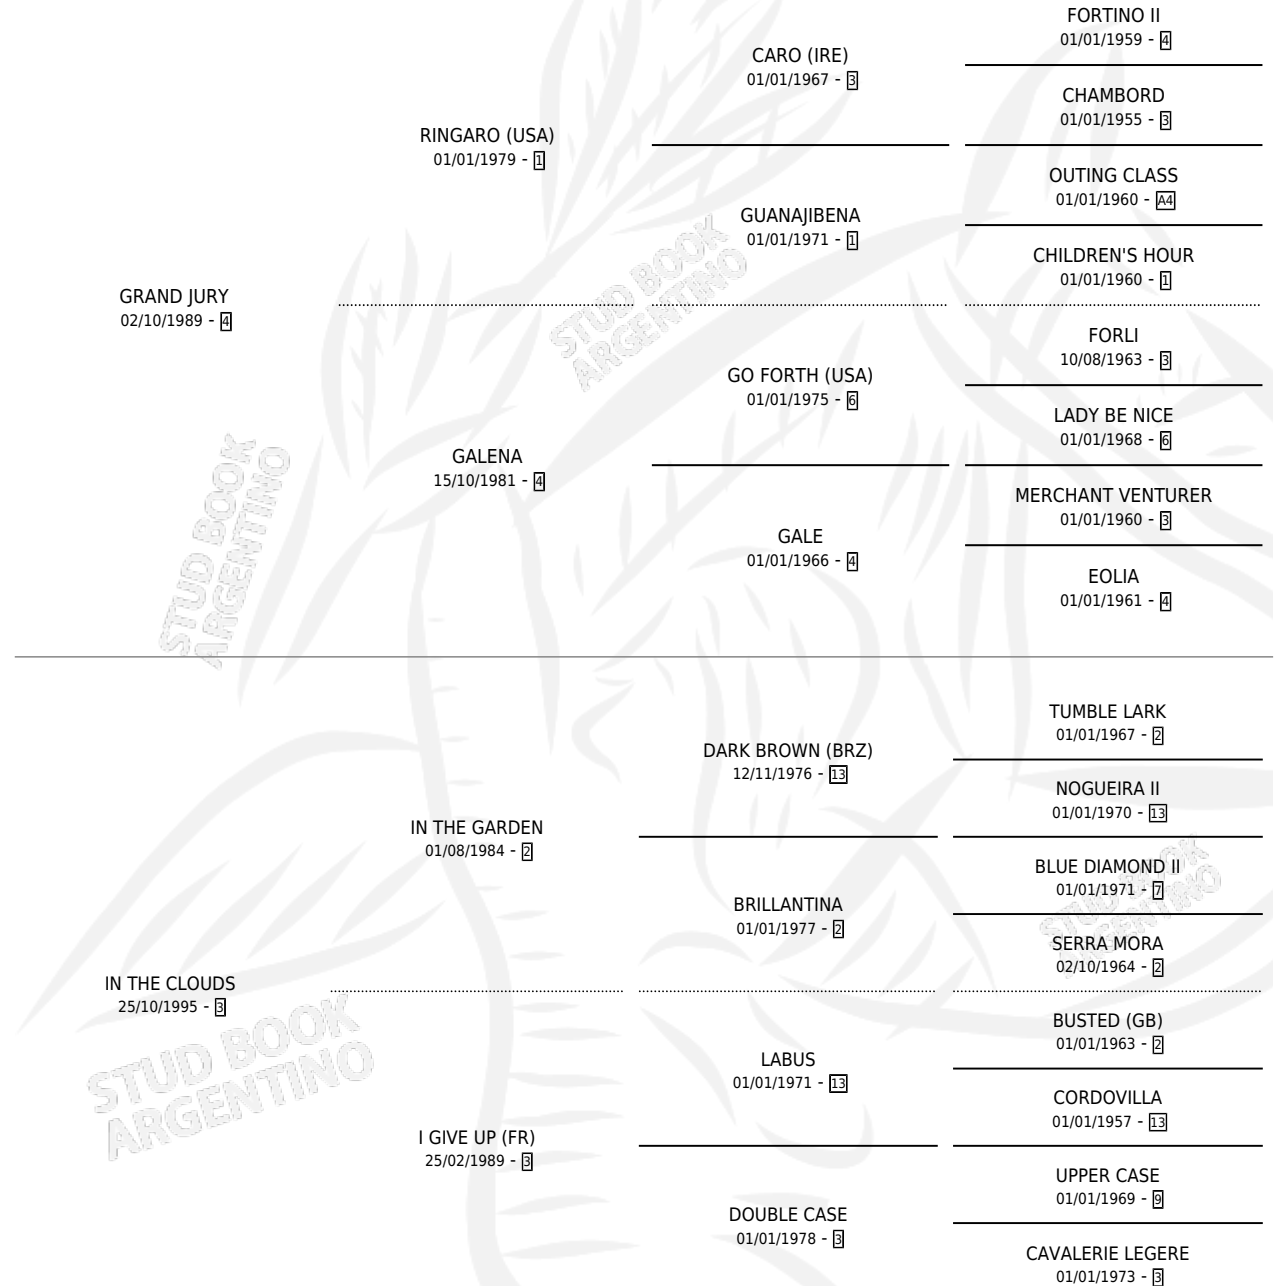 FORTINO II
01/01/1959 - 4
CARO (IRE)
01/01/1967 - 3
CHAMBORD
01/01/1955 - 3
RINGARO (USA)
01/01/1979 - 1
OUTING CLASS
01/01/1960 - A4
GUANAJIBENA
01/01/1971 - 1
CHILDREN'S HOUR
01/01/1960 - 1
GRAND JURY
02/10/1989 - 4
FORLI
10/08/1963 - 3
GO FORTH (USA)
01/01/1975 - 6
LADY BE NICE
01/01/1968 - 6
GALENA
15/10/1981 - 4
MERCHANT VENTURER
01/01/1960 - 3
GALE
01/01/1966 - 4
EOLIA
01/01/1961 - 4
STUD BOOK
ARGENTINO
STUD BOOK
ARGENTINO
TUMBLE LARK
01/01/1967 - 2
DARK BROWN (BRZ)
12/11/1976 - 13
NOGUEIRA II
01/01/1970 - 13
IN THE GARDEN
01/08/1984 - 2
BLUE DIAMOND II
01/01/1971 - 7
BRILLANTINA
01/01/1977 - 2
SERRA MORA
02/10/1964 - 2
STUD BOOK
ARGENTINO
IN THE CLOUDS
25/10/1995 - 3
BUSTED (GB)
01/01/1963 - 2
LABUS
01/01/1971 - 13
CORDOVILLA
01/01/1957 - 13
STUD BOOK
ARGENTINO
I GIVE UP (FR)
25/02/1989 - 3
UPPER CASE
01/01/1969 - 9
DOUBLE CASE
01/01/1978 - 3
CAVALERIE LEGERE
01/01/1973 - 3